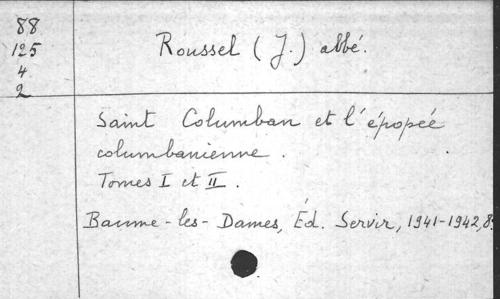 88
125
4
2
Roussel (J.) abbé.
Saint Columban et l'épopée
columbanienne.
Tomes I et II.
Baume-les-Dames, Éd. Servir, 1941-1942, 8